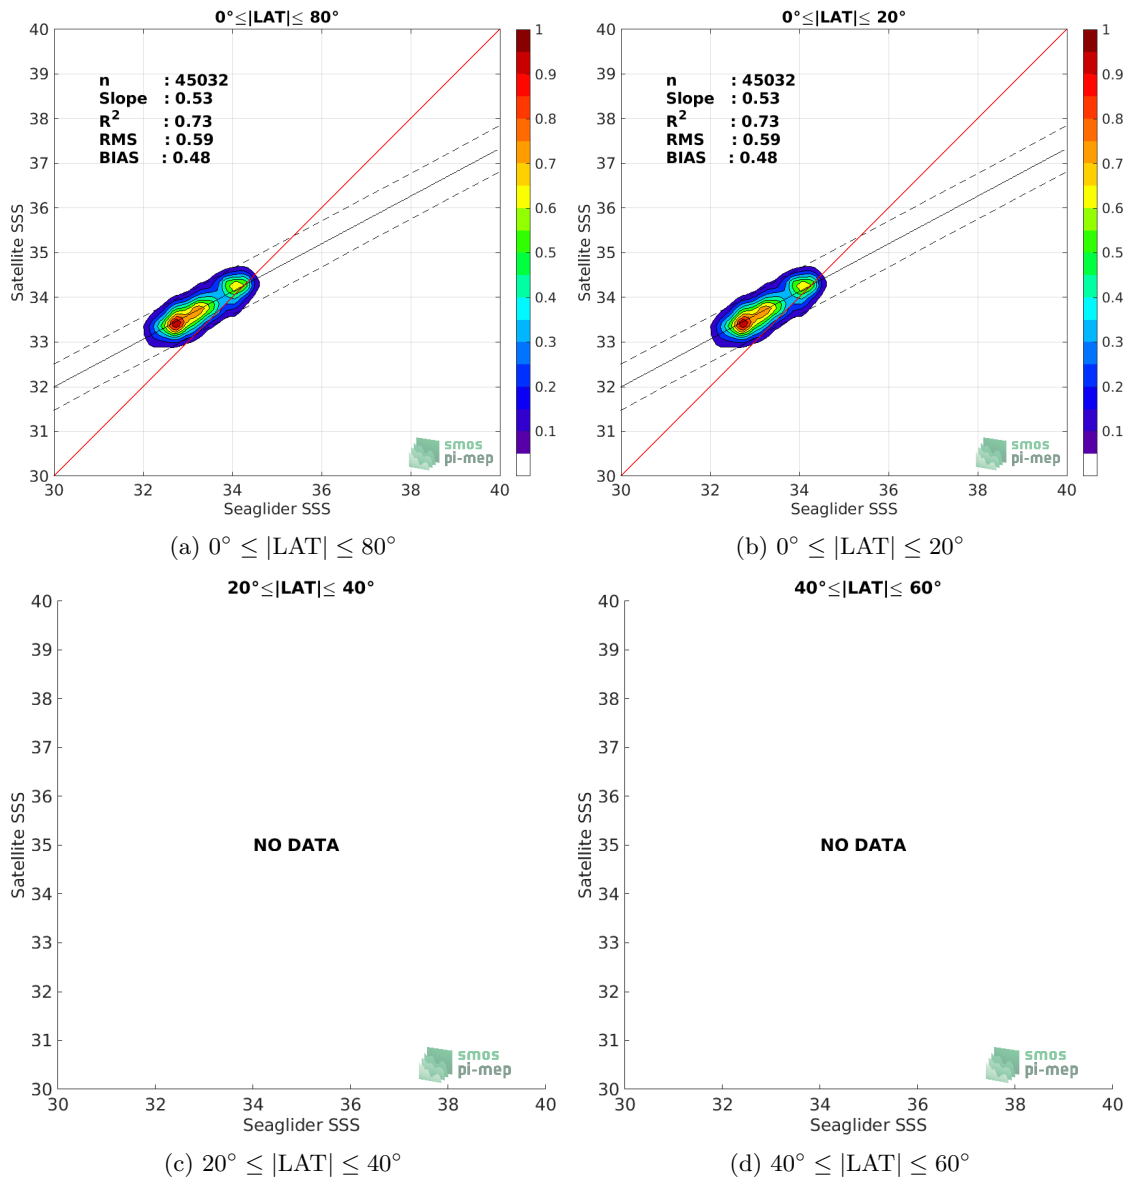 0°≤|LAT|≤ 80°
40
39
38
37
36
35
34
33
32
31
30
30 32 34 36 38 40
Satellite SSS
Seaglider SSS
n : 45032
Slope : 0.53
R2 : 0.73
RMS : 0.59
BIAS : 0.48
1
0.9
0.8
0.7
0.6
0.5
0.4
0.3
0.2
0.1
smos
pi-mep
(a) 0° ≤ |LAT| ≤ 80°
0°≤|LAT|≤ 20°
40
39
38
37
36
35
34
33
32
31
30
30 32 34 36 38 40
Satellite SSS
Seaglider SSS
n : 45032
Slope : 0.53
R2 : 0.73
RMS : 0.59
BIAS : 0.48
1
0.9
0.8
0.7
0.6
0.5
0.4
0.3
0.2
0.1
smos
pi-mep
(b) 0° ≤ |LAT| ≤ 20°
20°≤|LAT|≤ 40°
40
39
38
37
36
35
34
33
32
31
30
30 32 34 36 38 40
Satellite SSS
Seaglider SSS
NO DATA
smos
pi-mep
(c) 20° ≤ |LAT| ≤ 40°
40°≤|LAT|≤ 60°
40
39
38
37
36
35
34
33
32
31
30
30 32 34 36 38 40
Satellite SSS
Seaglider SSS
NO DATA
smos
pi-mep
(d) 40° ≤ |LAT| ≤ 60°